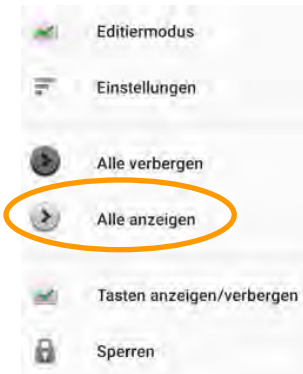 Editiermodus
Einstellungen
Alle verbergen
Alle anzeigen
Tasten anzeigen/verbergen
Sperren